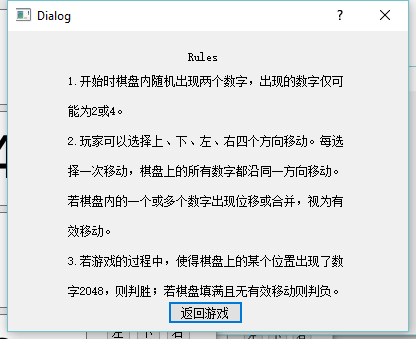 Dialog
Rules
1.开始时棋盘内随机出现两个数字，出现的数字仅可
能为2或4。
2.玩家可以选择上、下、左、右四个方向移动。每选
择一次移动，棋盘上的所有数字都沿同一方向移动。
若棋盘内的一个或多个数字出现位移或合并，视为有
效移动。
3.若游戏的过程中，使得棋盘上的某个位置出现了数
字2048，则判胜；若棋盘填满且无有效移动则判负。
返回游戏